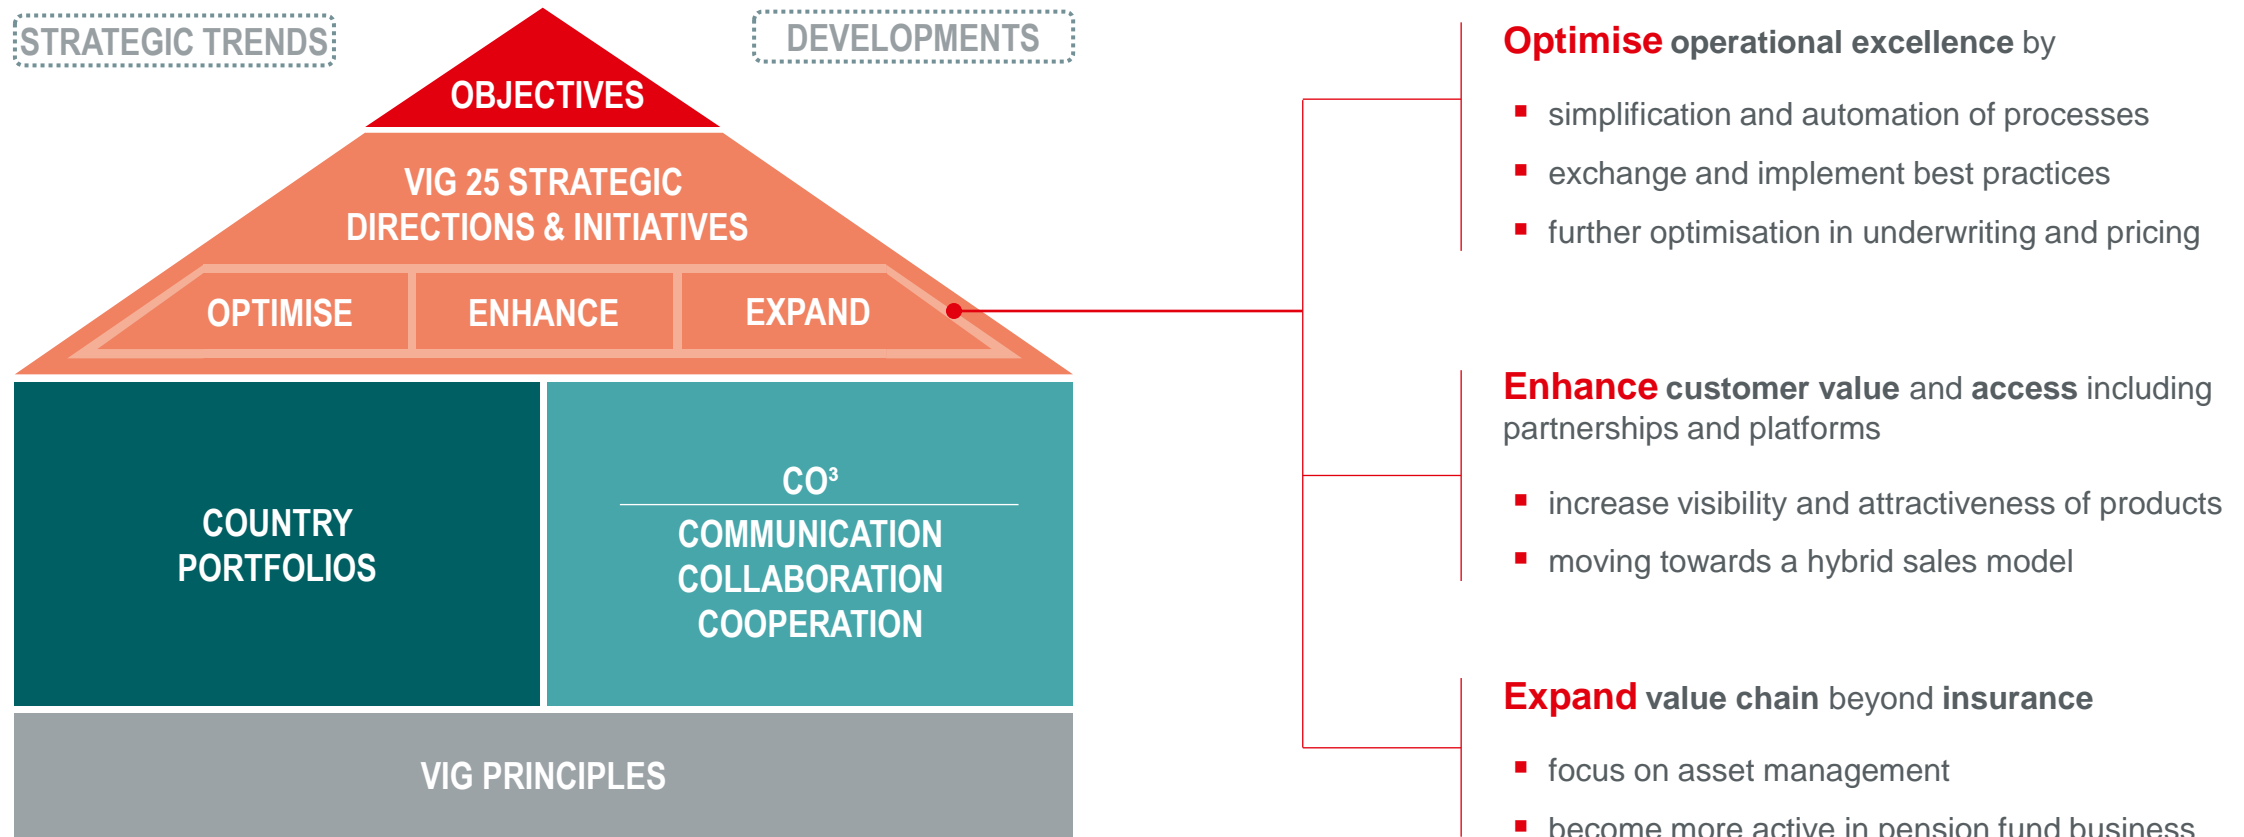 STRATEGIC TRENDS
DEVELOPMENTS
OBJECTIVES
VIG 25 STRATEGIC
DIRECTIONS & INITIATIVES
OPTIMISE
ENHANCE
EXPAND
COUNTRY
PORTFOLIOS
CO³
COMMUNICATION
COLLABORATION
COOPERATION
VIG PRINCIPLES
Optimise operational excellence by
▪ simplification and automation of processes
▪ exchange and implement best practices
▪ further optimisation in underwriting and pricing
Enhance customer value and access including
partnerships and platforms
▪ increase visibility and attractiveness of products
▪ moving towards a hybrid sales model
Expand value chain beyond insurance
▪ focus on asset management
▪ become more active in pension fund business